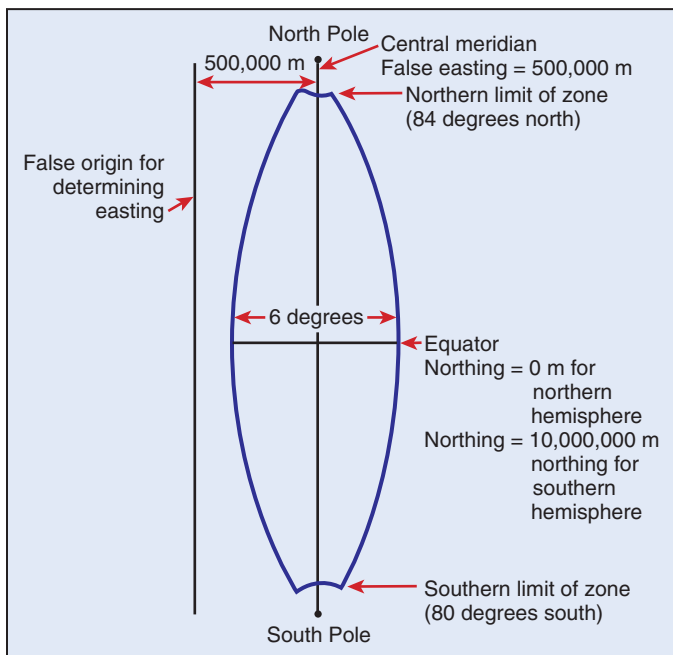 North Pole
500,000 m
Central meridian
False easting = 500,000 m
Northern limit of zone
(84 degrees north)
False origin for
determining
easting
6 degrees
Equator
Northing = 0 m for
northern
hemisphere
Northing = 10,000,000 m
northing for
southern
hemisphere
Southern limit of zone
(80 degrees south)
South Pole